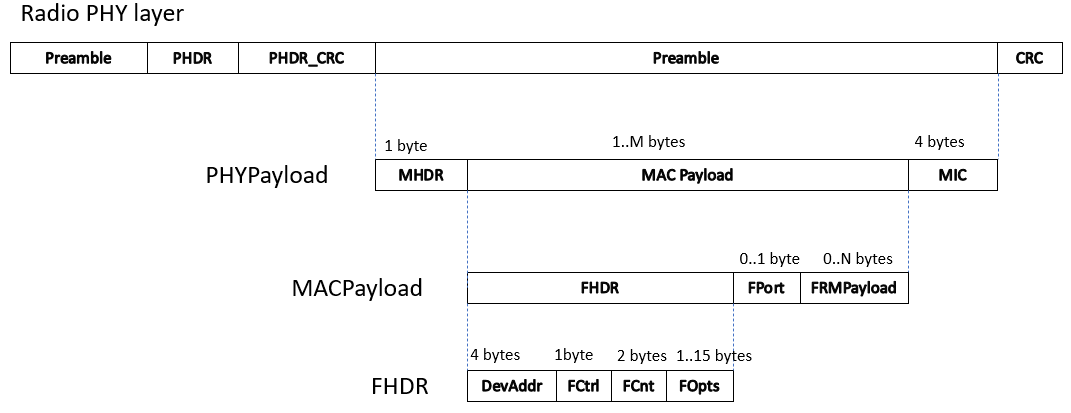 Radio PHY layer
Preamble PHDR PHDR_CRC Preamble CRC
1 byte 1..M bytes 4 bytes
PHYPayload MHDR MAC Payload MIC
0..1 byte 0..N bytes
MACPayload FHDR FPort FRMPayload
4 bytes 1byte 2 bytes 1..15 bytes
FHDR DevAddr FCtrl FCnt FOpts